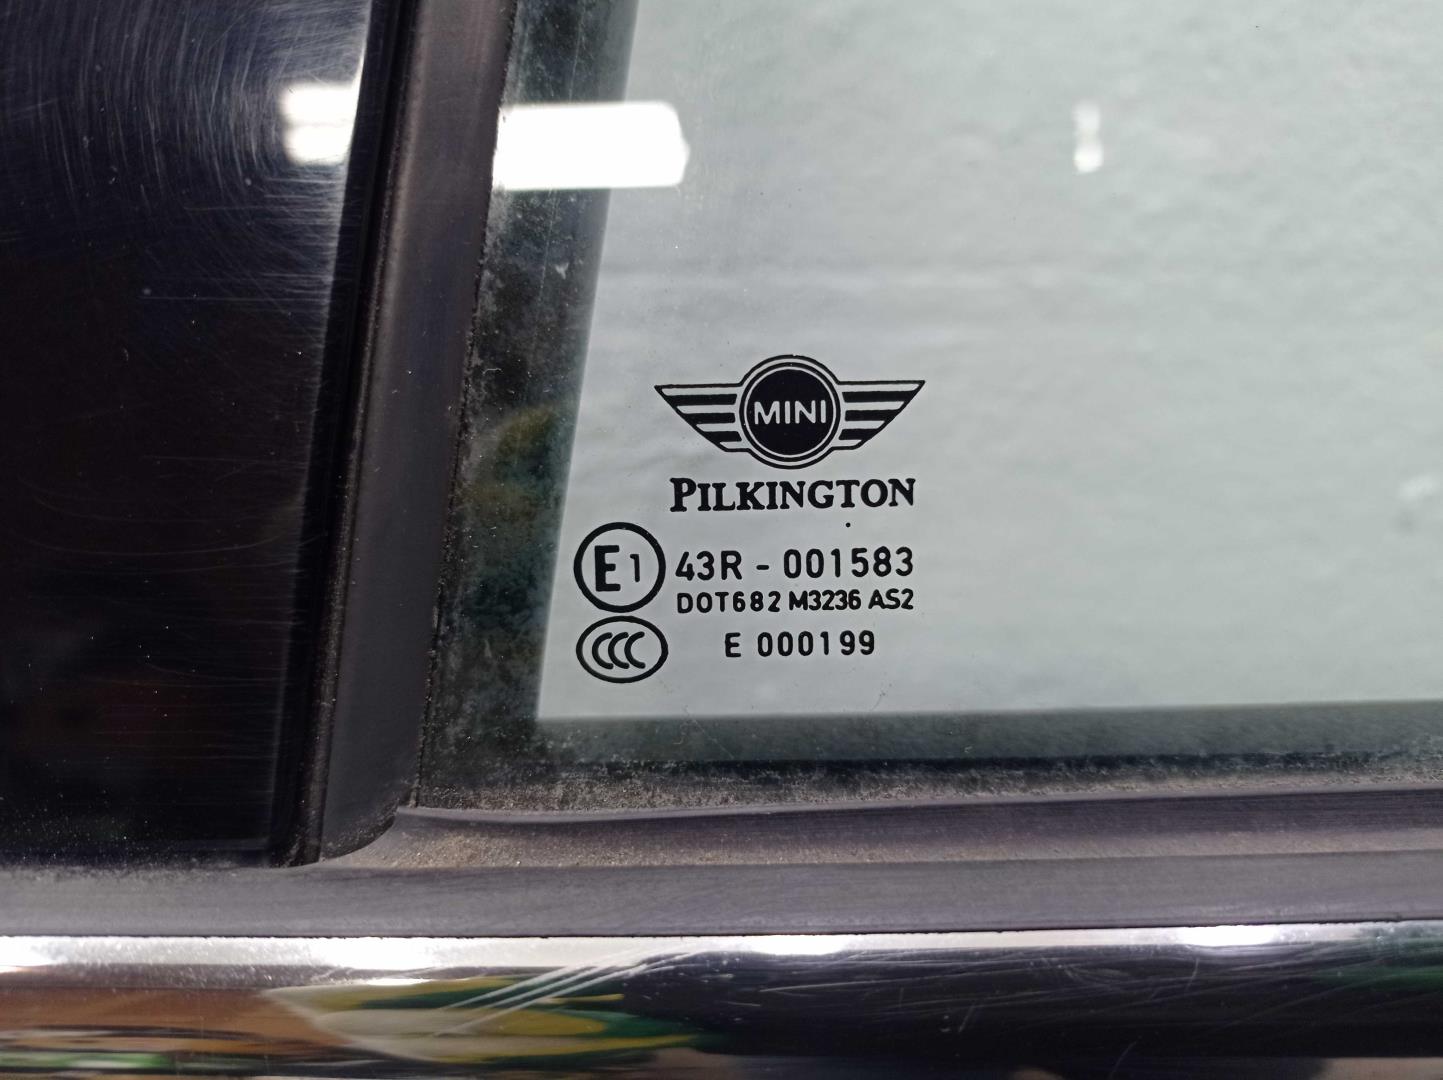 MINI
PILKINGTON
E1 43R - 001583
DOT682 M3236 AS2
CCC E 000199